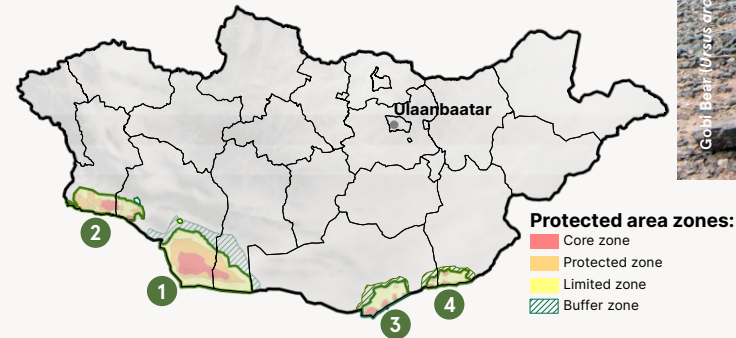 Ulaanbaatar
Gobi Bear (Ursus arc
2
1
3
4
Protected area zones:
Core zone
Protected zone
Limited zone
Buffer zone